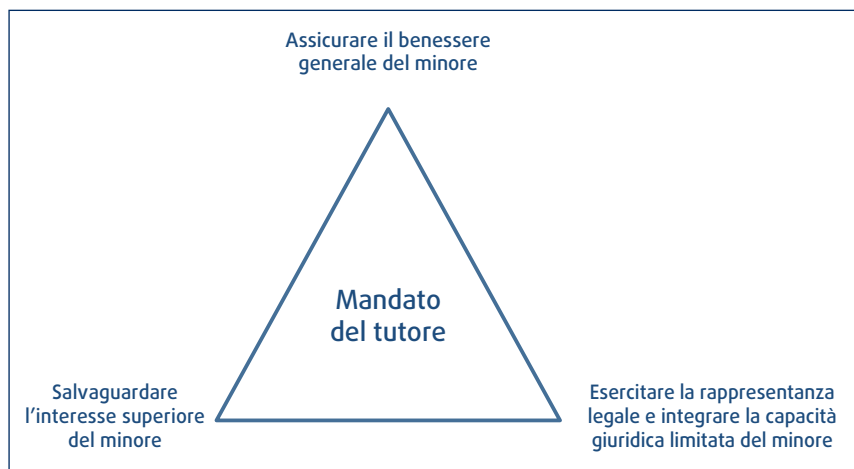 Assicurare il benessere
generale del minore
Mandato
del tutore
Salvaguardare
l'interesse superiore
del minore
Esercitare la rappresentanza
legale e integrare la capacità
giuridica limitata del minore